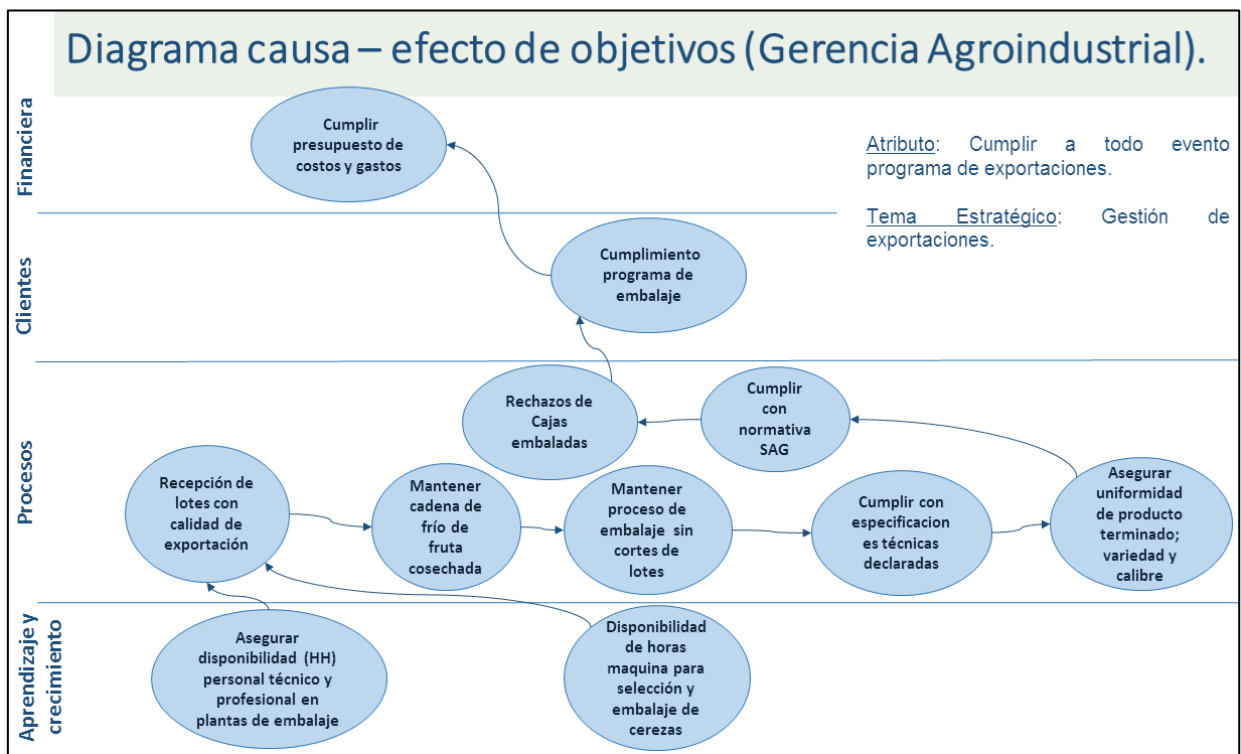 Diagrama causa – efecto de objetivos (Gerencia Agroindustrial).
Financiera
Cumplir
presupuesto de
costos y gastos
Atributo: Cumplir a todo evento
programa de exportaciones.
Tema Estratégico: Gestión de
exportaciones.
Clientes
Cumplimiento
programa de
embalaje
Procesos
Rechazos de
Cajas
embaladas
Cumplir
con
normativa
SAG
Recepción de
lotes con
calidad de
exportación
Mantener
cadena de
frío de
fruta
cosechada
Mantener
proceso de
embalaje sin
cortes de
lotes
Cumplir con
especificacion
es técnicas
declaradas
Asegurar
uniformidad
de producto
terminado;
variedad y
calibre
Aprendizaje y
crecimiento
Asegurar
disponibilidad (HH)
personal técnico y
profesional en
plantas de embalaje
Disponibilidad
de horas
maquina para
selección y
embalaje de
cerezas